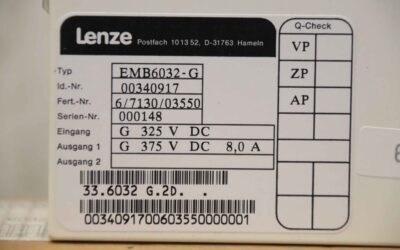 Lenze Postfach 10 13 52, D-31763 Hameln
Q-Check
VP
ZP
AP
Typ EMB6032-G
Id.-Nr. 00340917
Fert.-Nr. 6/7130/03550
Serien-Nr. 000148
Eingang G 325 V DC
Ausgang 1 G 375 V DC 8,0 A
Ausgang 2
33.6032 G.2D. .
0034091700603550000001